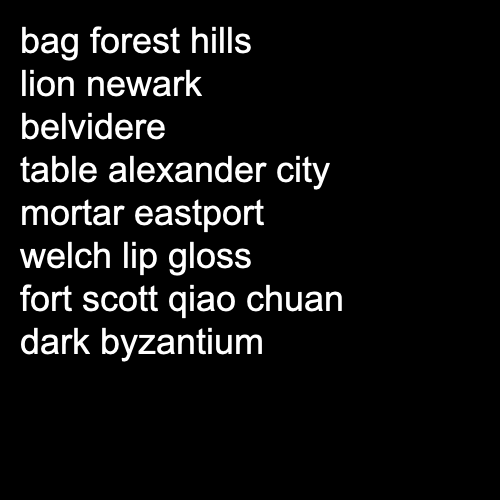 bag forest hills
lion newark
belvidere
table alexander city
mortar eastport
welch lip gloss
fort scott qiao chuan
dark byzantium